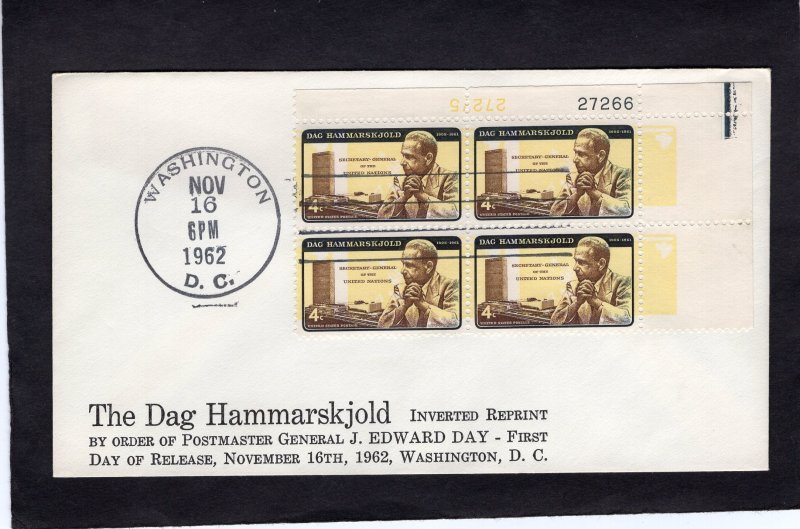 27275 27266
DAG HAMMARSKJOLD 1905-1961
SECRETARY-GENERAL
OF THE
UNITED NATIONS
4¢
UNITED STATES POSTAGE
DAG HAMMARSKJOLD 1905-1961
SECRETARY-GENERAL
OF THE
UNITED NATIONS
4¢
UNITED STATES POSTAGE
WASHINGTON
NOV
16
6PM
1962
D. C.
DAG HAMMARSKJOLD 1905-1961
SECRETARY-GENERAL
OF THE
UNITED NATIONS
4¢
UNITED STATES POSTAGE
DAG HAMMARSKJOLD 1905-1961
SECRETARY-GENERAL
OF THE
UNITED NATIONS
4¢
UNITED STATES POSTAGE
The Dag Hammarskjold INVERTED REPRINT
BY ORDER OF POSTMASTER GENERAL J. EDWARD DAY - FIRST
DAY OF RELEASE, NOVEMBER 16TH, 1962, WASHINGTON, D. C.